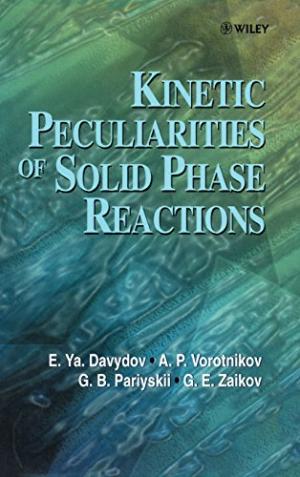 WILEY
KINETIC
PECULIARITIES
OF SOLID PHASE
REACTIONS
E. Ya. Davydov • A. P. Vorotnikov
G. B. Pariyskii • G. E. Zaikov